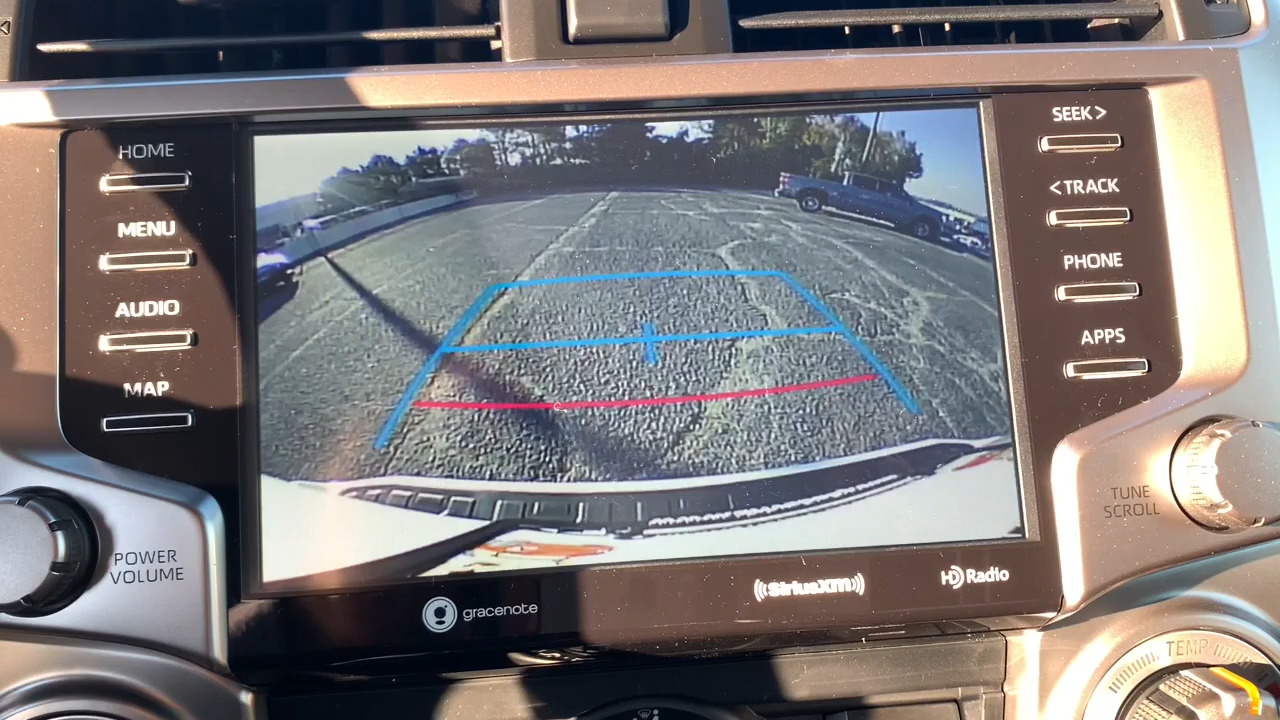 HOME
MENU
AUDIO
MAP
POWER
VOLUME
SEEK >
< TRACK
PHONE
APPS
TUNE
SCROLL
gracenote
SiriusXM
HD Radio
TEMP